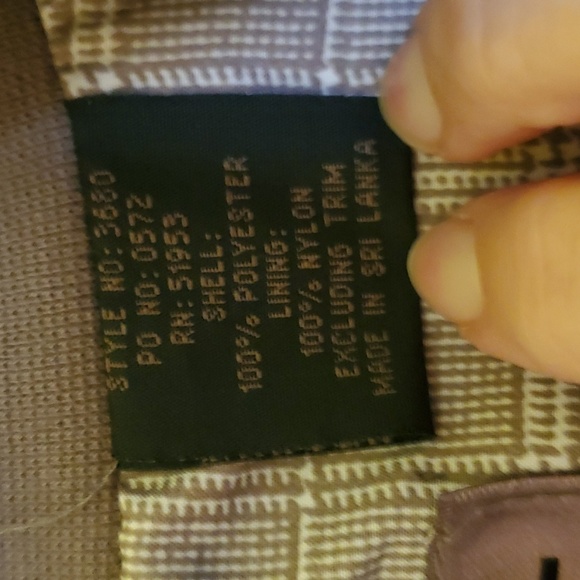 STYLE NO: 3680
PO NO: 0572
RN: 51953
SHELL:
100% POLYESTER
LINING:
100% NYLON
EXCLUDING TRIM
MADE IN SRI LANKA